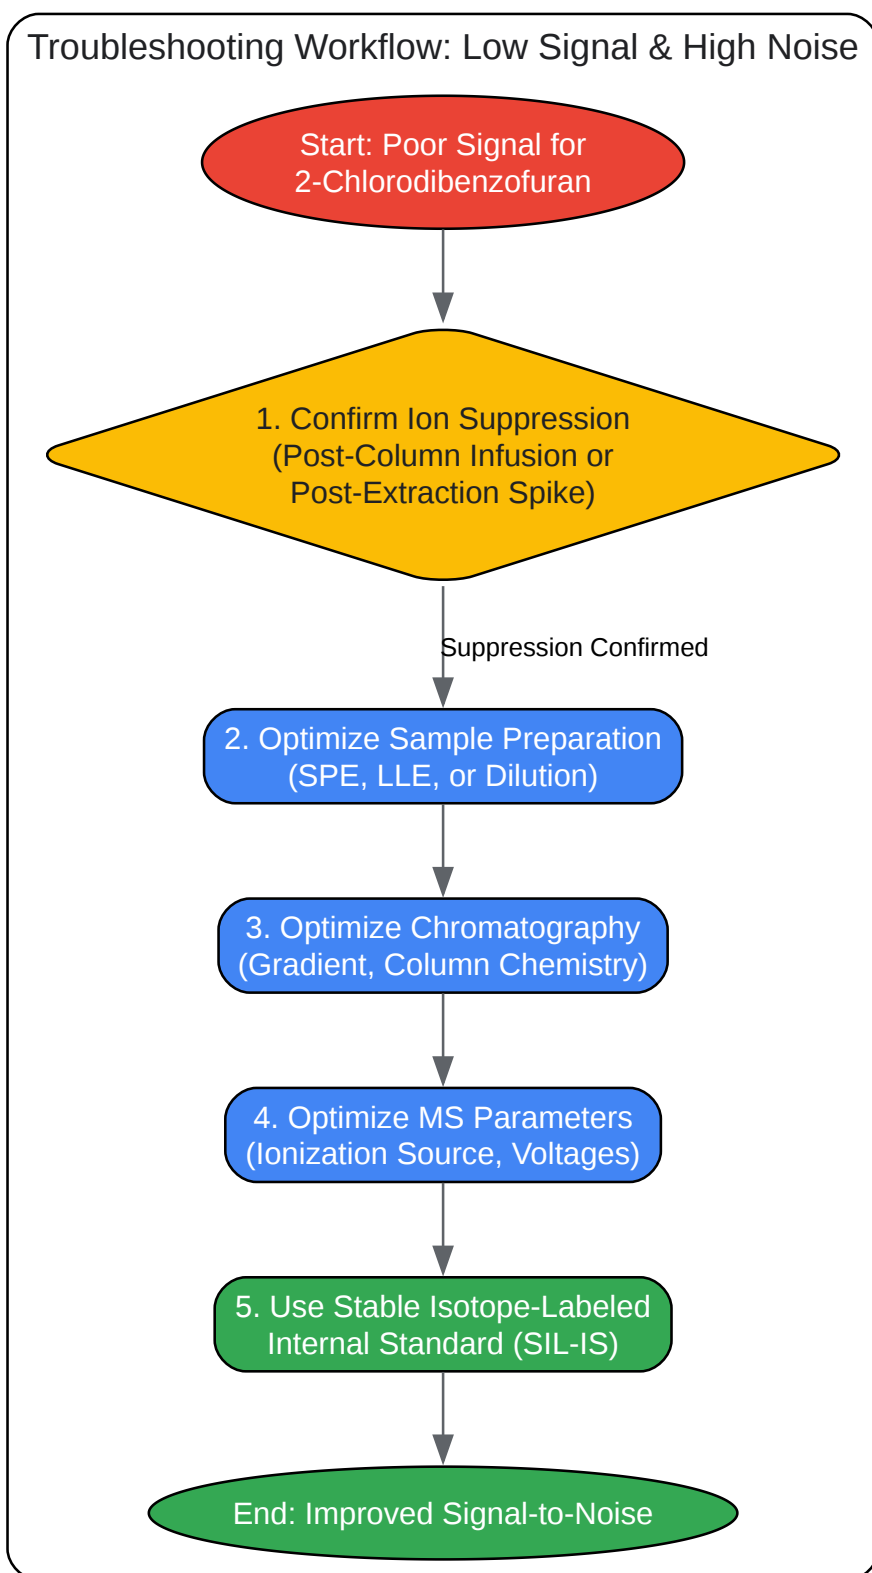 Troubleshooting Workflow: Low Signal & High Noise
Start: Poor Signal for
2-Chlorodibenzofuran
1. Confirm Ion Suppression
(Post-Column Infusion or
Post-Extraction Spike)
Suppression Confirmed
2. Optimize Sample Preparation
(SPE, LLE, or Dilution)
3. Optimize Chromatography
(Gradient, Column Chemistry)
4. Optimize MS Parameters
(Ionization Source, Voltages)
5. Use Stable Isotope-Labeled
Internal Standard (SIL-IS)
End: Improved Signal-to-Noise